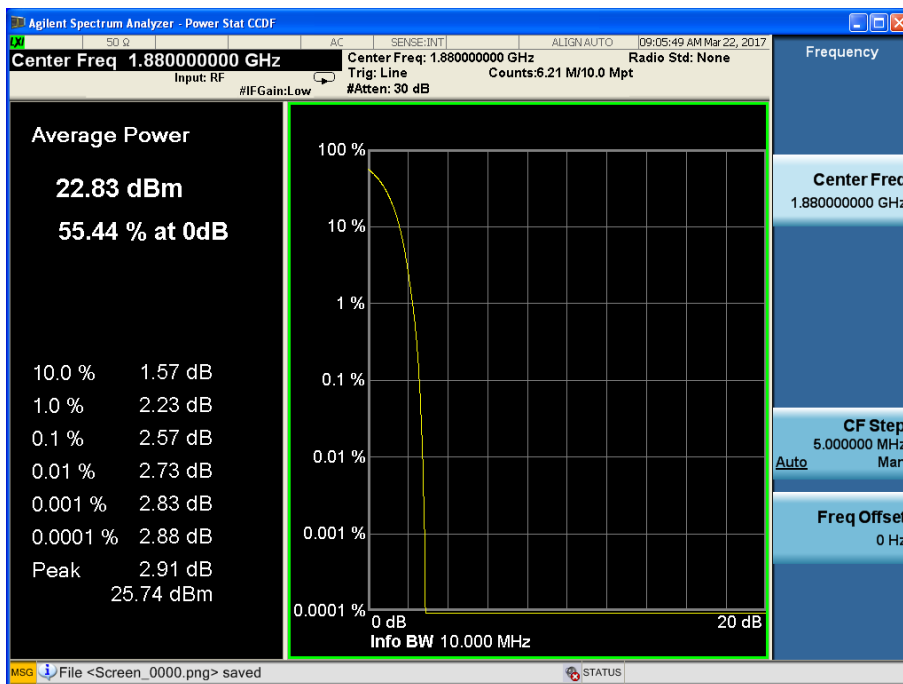 Agilent Spectrum Analyzer - Power Stat CCDF
LXI 50 Ω AC SENSE:INT ALIGN AUTO 09:05:49 AM Mar 22, 2017
Center Freq 1.880000000 GHz
Input: RF
#IFGain:Low
Center Freq: 1.880000000 GHz Radio Std: None
Trig: Line Counts:6.21 M/10.0 Mpt
#Atten: 30 dB
Average Power
22.83 dBm
55.44 % at 0dB
10.0 % 1.57 dB
1.0 % 2.23 dB
0.1 % 2.57 dB
0.01 % 2.73 dB
0.001 % 2.83 dB
0.0001 % 2.88 dB
Peak 2.91 dB
25.74 dBm
100 %
10 %
1 %
0.1 %
0.01 %
0.001 %
0.0001 %
0 dB 20 dB
Info BW 10.000 MHz
Frequency
Center Freq
1.880000000 GHz
CF Step
5.000000 MHz
Auto Man
Freq Offset
0 Hz
MSG File <Screen_0000.png> saved STATUS